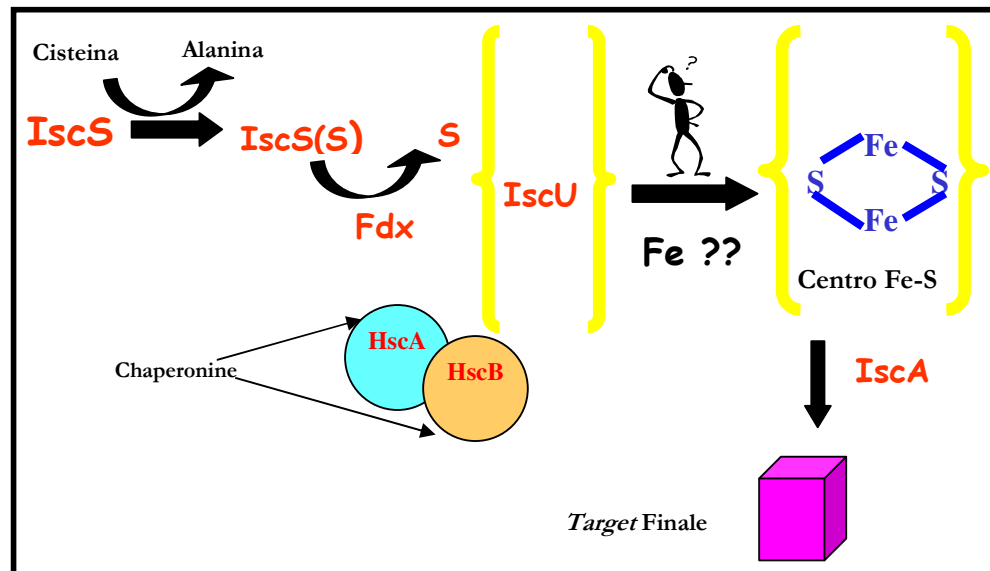 Cisteina
Alanina
IscS
IscS(S)
S
Fdx
IscU
?
Fe ??
Fe
S
S
Fe
Centro Fe-S
HscA
HscB
Chaperonine
IscA
Target Finale